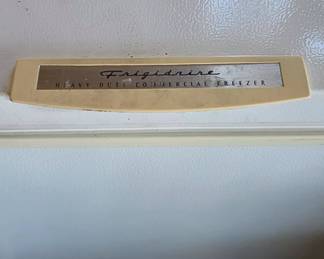 Frigidaire
HEAVY DUTY COMMERCIAL FREEZER